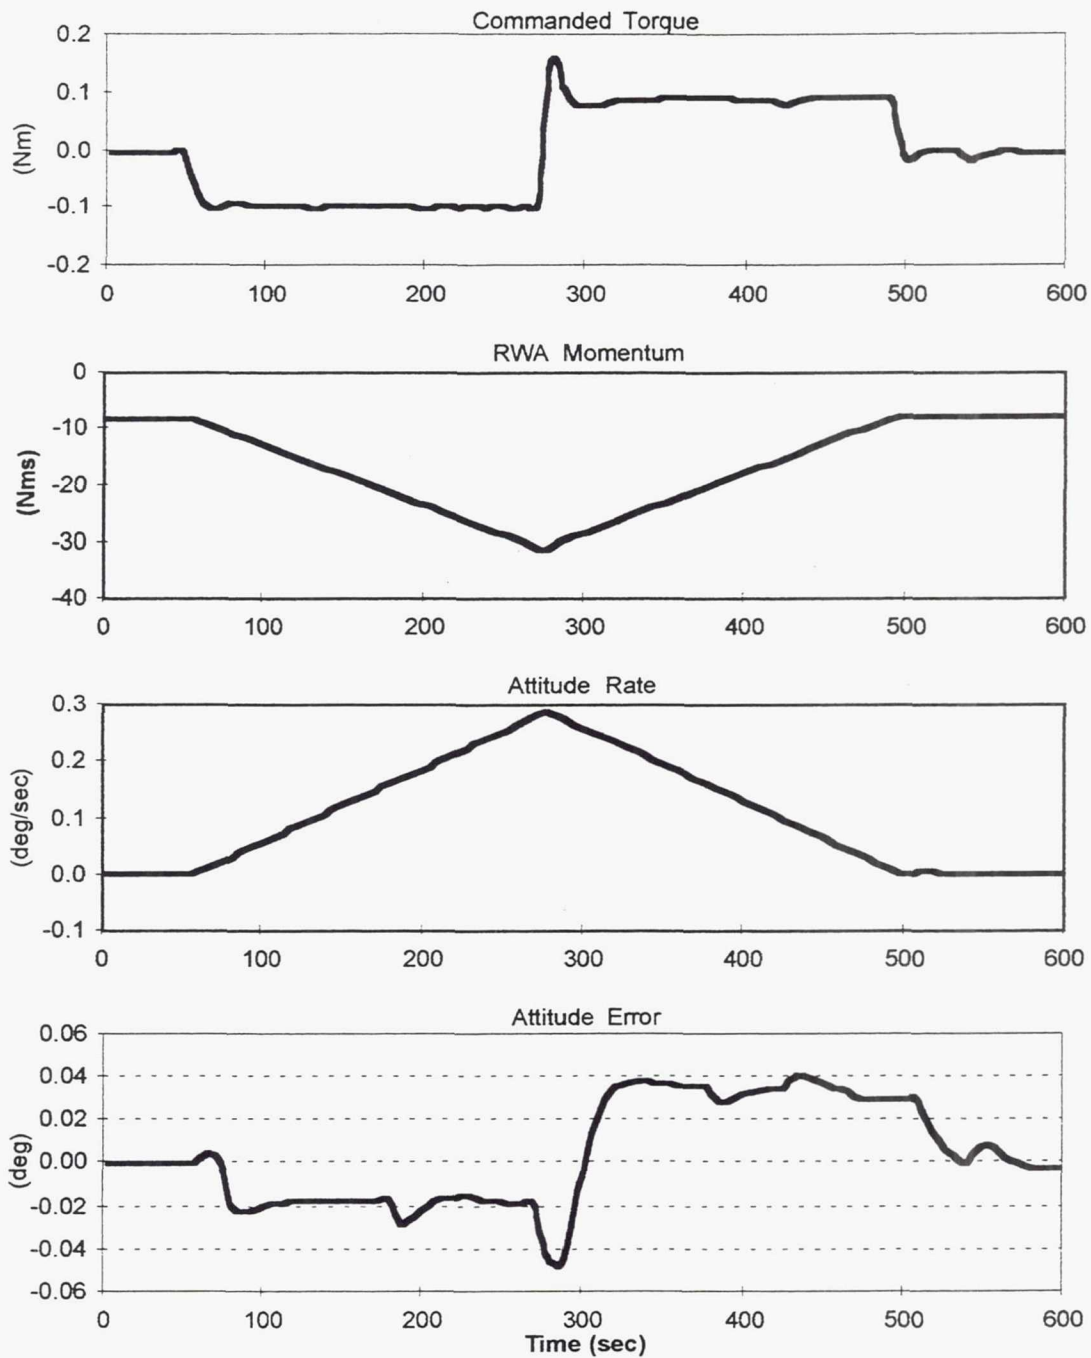 Commanded Torque
0.2
0.1
0.0
-0.1
-0.2
(Nm)
0 100 200 300 400 500 600
RWA Momentum
0
-10
-20
-30
-40
(Nms)
0 100 200 300 400 500 600
Attitude Rate
0.3
0.2
0.1
0.0
-0.1
(deg/sec)
0 100 200 300 400 500 600
Attitude Error
0.06
0.04
0.02
0.00
-0.02
-0.04
-0.06
(deg)
0 100 200 300 400 500 600
Time (sec)